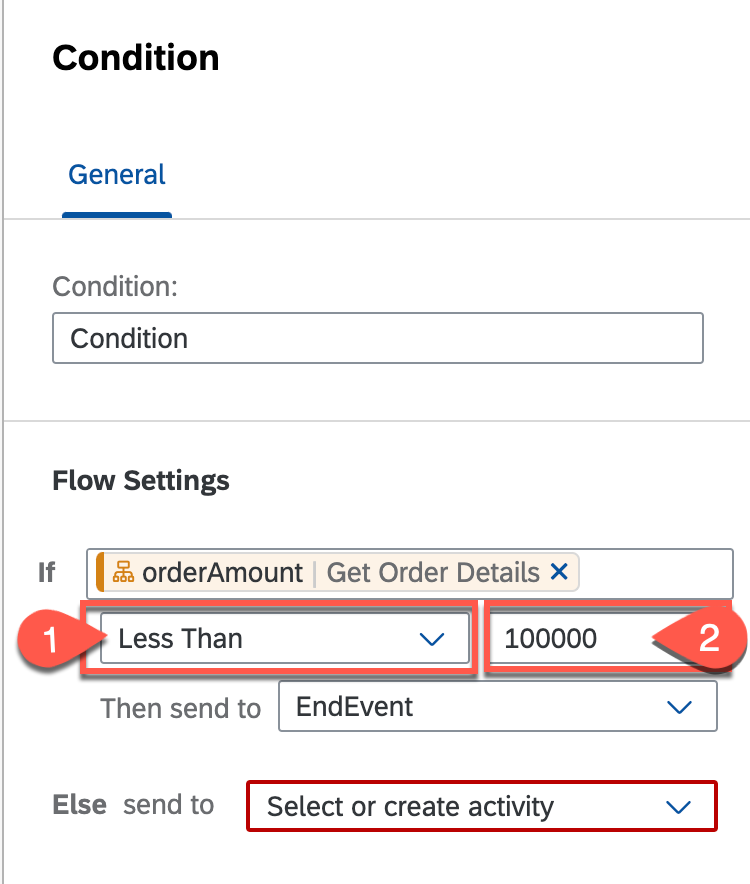 Condition
General
Condition:
Condition
Flow Settings
If orderAmount | Get Order Details ×
1 Less Than 100000 2
Then send to EndEvent
Else send to Select or create activity